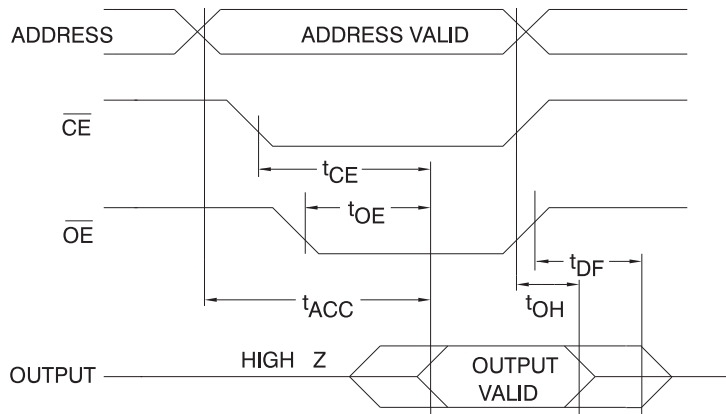 ADDRESS
ADDRESS VALID
CE
tCE
tOE
OE
tDF
tACC
tOH
HIGH Z
OUTPUT
OUTPUT
VALID